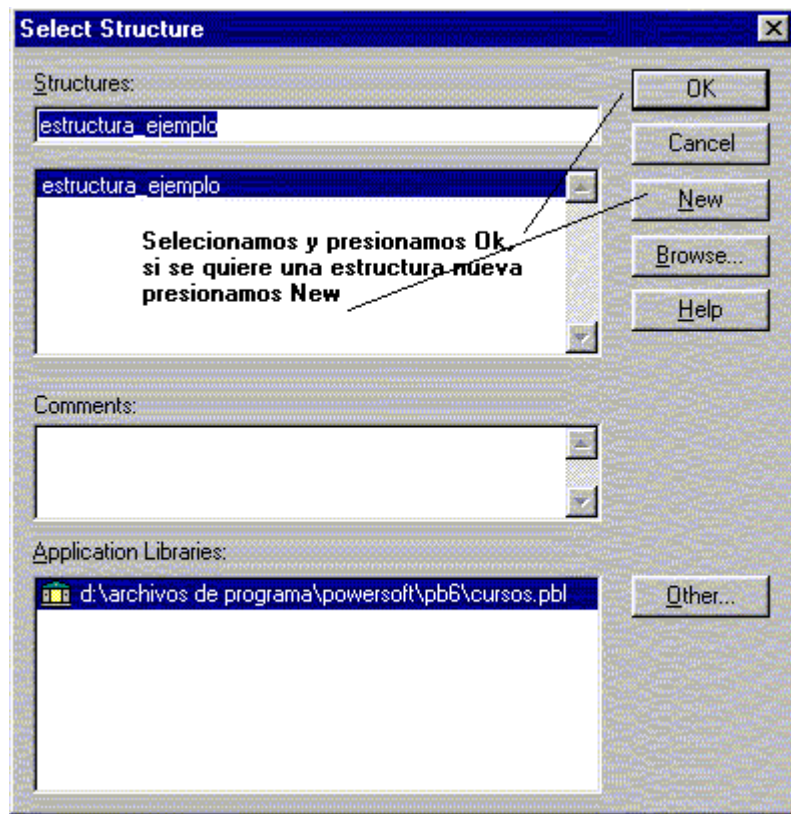 Select Structure
Structures:
estructura_ejemplo
estructura_ejemplo
Selecionamos y presionamos Ok,
si se quiere una estructura nueva
presionamos New
OK
Cancel
New
Browse...
Help
Comments:
Application Libraries:
d:\archivos de programa\powersoft\pb6\cursos.pbl
Other...